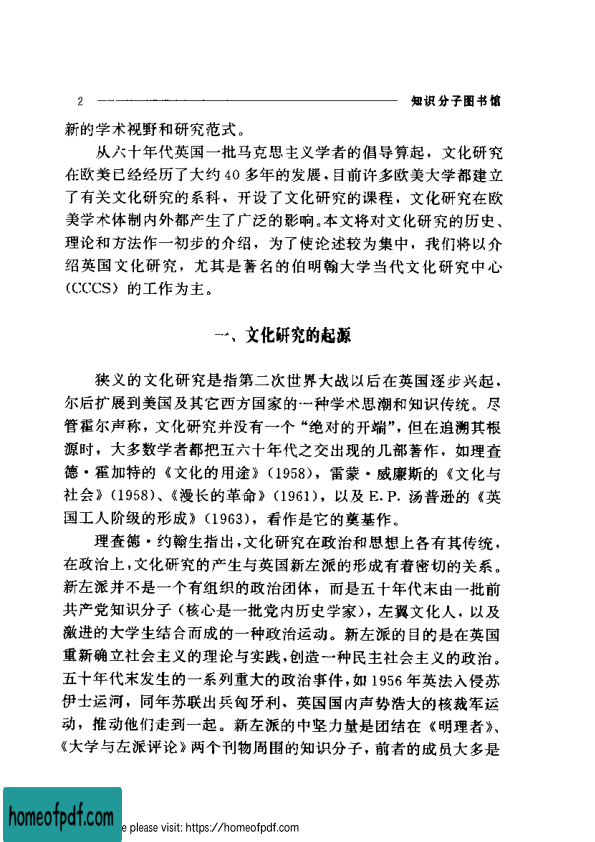 2 知识分子图书馆
新的学术视野和研究范式。
从六十年代英国一批马克思主义学者的倡导算起，文化研究
在欧美已经经历了大约 40 多年的发展，目前许多欧美大学都建立
了有关文化研究的系科，开设了文化研究的课程，文化研究在欧
美学术体制内外都产生了广泛的影响。本文将对文化研究的历史、
理论和方法作一初步的介绍，为了使论述较为集中，我们将以介
绍英国文化研究，尤其是著名的伯明翰大学当代文化研究中心
(CCCS) 的工作为主。
一、文化研究的起源
狭义的文化研究是指第二次世界大战以后在英国逐步兴起，
尔后扩展到美国及其它西方国家的一种学术思潮和知识传统。尽
管霍尔声称，文化研究并没有一个“绝对的开端”，但在追溯其根
源时，大多数学者都把五六十年代之交出现的几部著作，如理查
德·霍加特的《文化的用途》(1958)，雷蒙·威廉斯的《文化与
社会》(1958)、《漫长的革命》(1961)，以及 E.P. 汤普逊的《英
国工人阶级的形成》(1963)，看作是它的奠基作。
理查德·约翰生指出，文化研究在政治和思想上各有其传统，
在政治上，文化研究的产生与英国新左派的形成有着密切的关系。
新左派并不是一个有组织的政治团体，而是五十年代末由一批前
共产党知识分子（核心是一批党内历史学家），左翼文化人，以及
激进的大学生结合而成的一种政治运动。新左派的目的是在英国
重新确立社会主义的理论与实践，创造一种民主社会主义的政治。
五十年代末发生的一系列重大的政治事件，如 1956 年英法入侵苏
伊士运河，同年苏联出兵匈牙利，英国国内声势浩大的核裁军运
动，推动他们走到一起。新左派的中坚力量是团结在《明理者》、
《大学与左派评论》两个刊物周围的知识分子，前者的成员大多是
homeofpdf.com
e please visit: https://homeofpdf.com